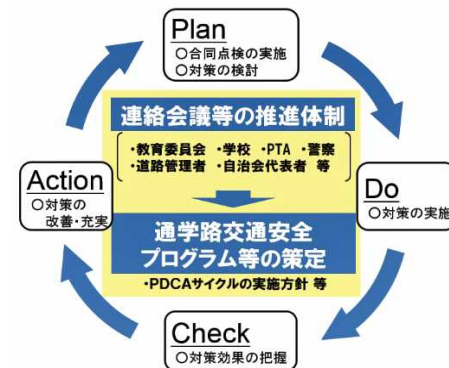 Plan
○合同点検の実施
○対策の検討
連絡会議等の推進体制
・教育委員会 ・学校 ・PTA ・警察
・道路管理者 ・自治会代表者 等
Action
○対策の
改善・充実
Do
○対策の実施
通学路交通安全
プログラム等の策定
・PDCAサイクルの実施方針 等
Check
○対策効果の把握